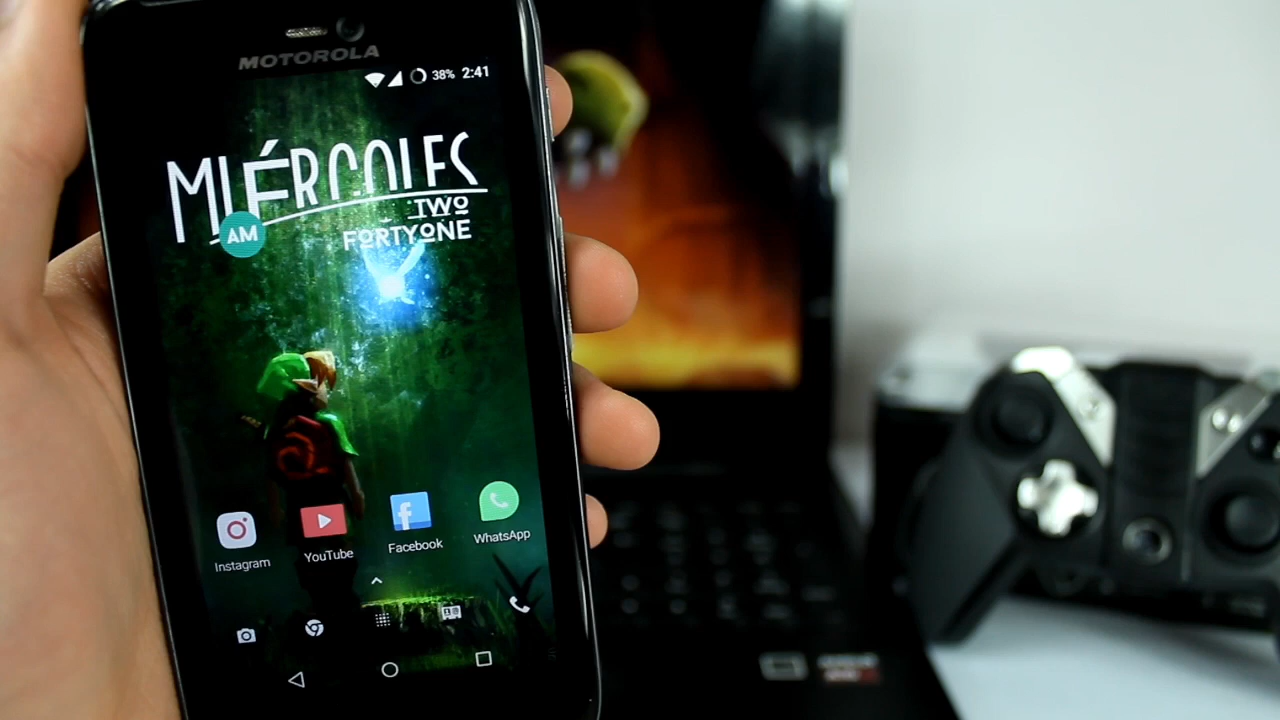 MOTOROLA
38% 2:41
MIÉRCOLES
TWO
AM
FORTYONE
Instagram
YouTube
Facebook
WhatsApp